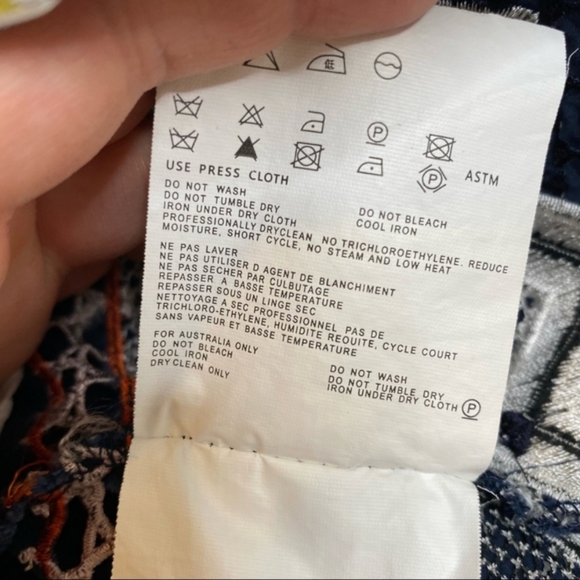 低
P
P ASTM
USE PRESS CLOTH
DO NOT WASH
DO NOT TUMBLE DRY DO NOT BLEACH
IRON UNDER DRY CLOTH COOL IRON
PROFESSIONALLY DRYCLEAN NO TRICHLOROETHYLENE. REDUCE
MOISTURE, SHORT CYCLE, NO STEAM AND LOW HEAT
NE PAS LAVER
NE PAS UTILISER D AGENT DE BLANCHIMENT
NE PAS SECHER PAR CULBUTAGE
REPASSER À BASSE TEMPERATURE
REPASSER SOUS UN LINGE SEC
NETTOYAGE A SEC PROFESSIONNEL PAS DE
TRICHLORO-ETHYLENE, HUMIDITE REOUITE, CYCLE COURT
SANS VAPEUR ET BASSE TEMPERATURE
FOR AUSTRALIA ONLY
DO NOT BLEACH DO NOT WASH
COOL IRON DO NOT TUMBLE DRY
DRY CLEAN ONLY IRON UNDER DRY CLOTH P